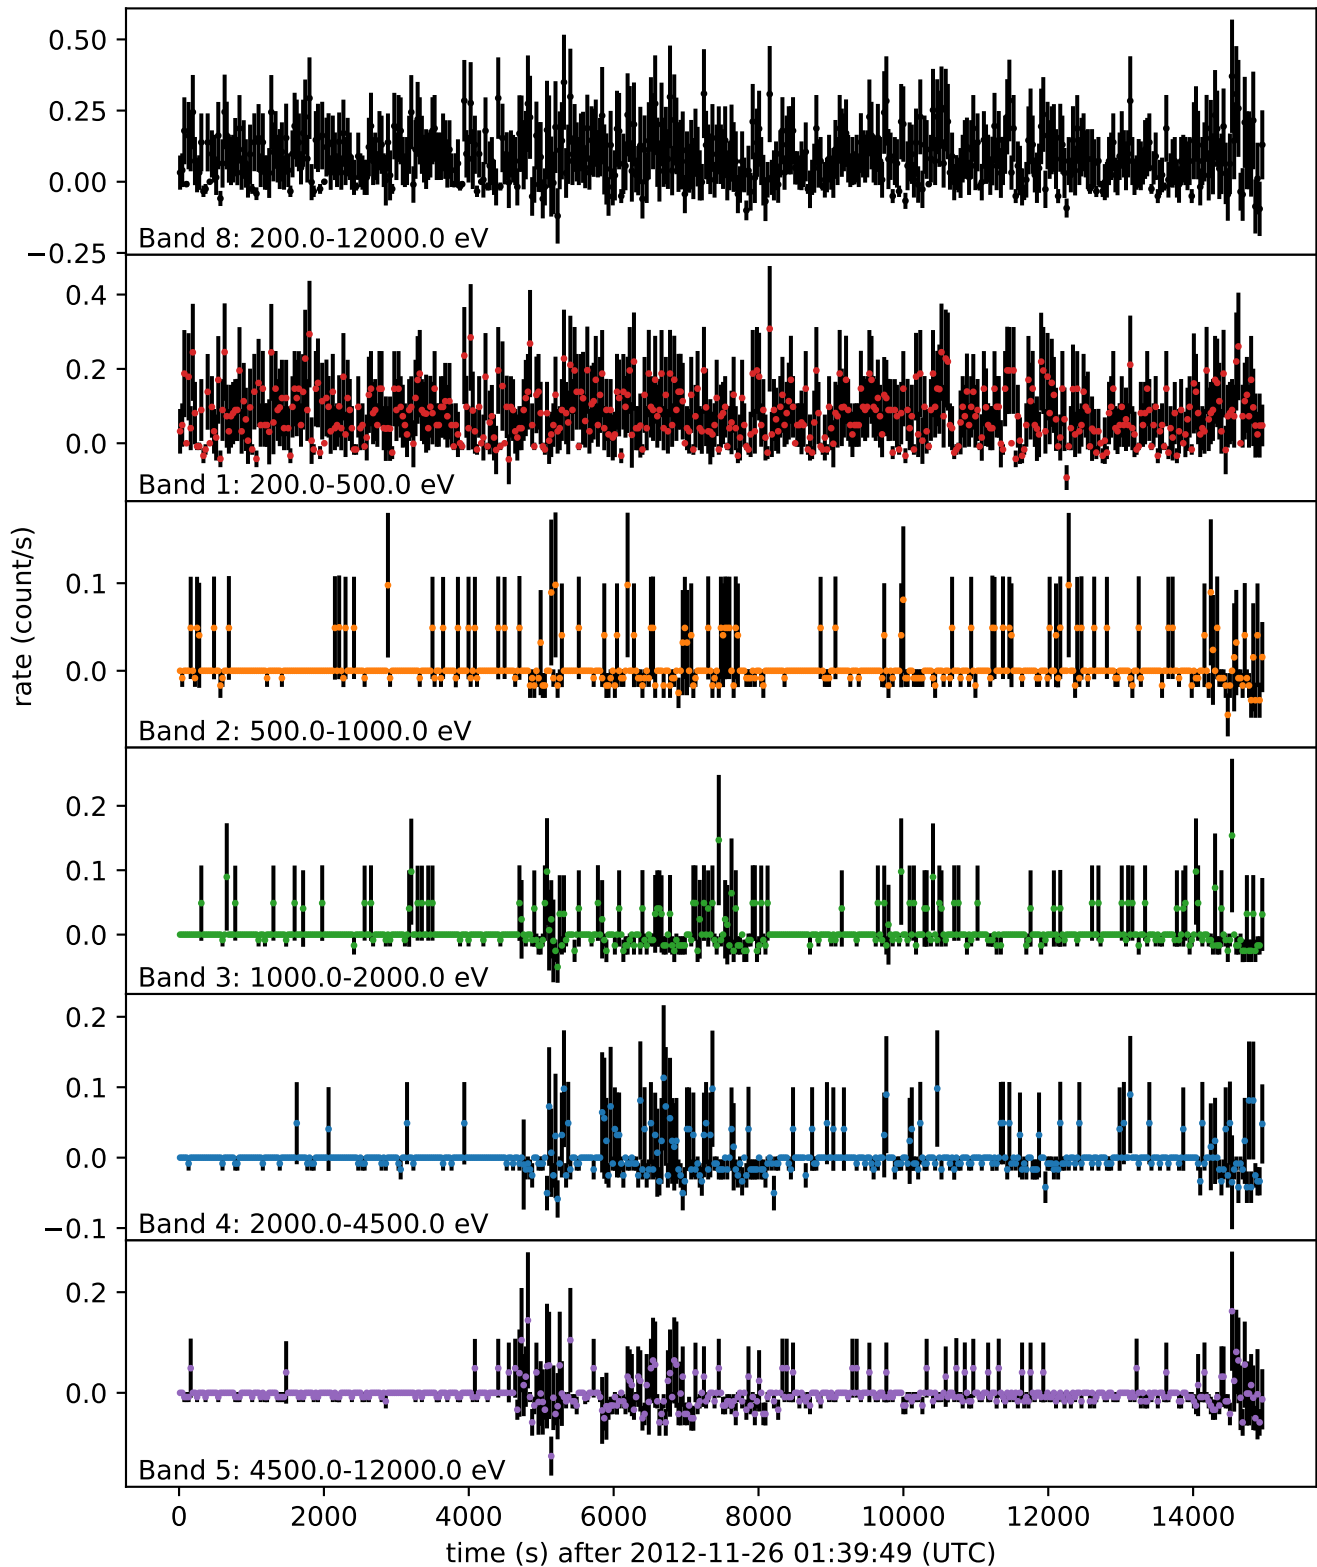 0.50
0.25
0.00
−0.25
Band 8: 200.0-12000.0 eV
0.4
0.2
0.0
Band 1: 200.0-500.0 eV
rate (count/s)
0.1
0.0
Band 2: 500.0-1000.0 eV
0.2
0.1
0.0
Band 3: 1000.0-2000.0 eV
0.2
0.1
0.0
−0.1
Band 4: 2000.0-4500.0 eV
0.2
0.0
Band 5: 4500.0-12000.0 eV
0 2000 4000 6000 8000 10000 12000 14000
time (s) after 2012-11-26 01:39:49 (UTC)